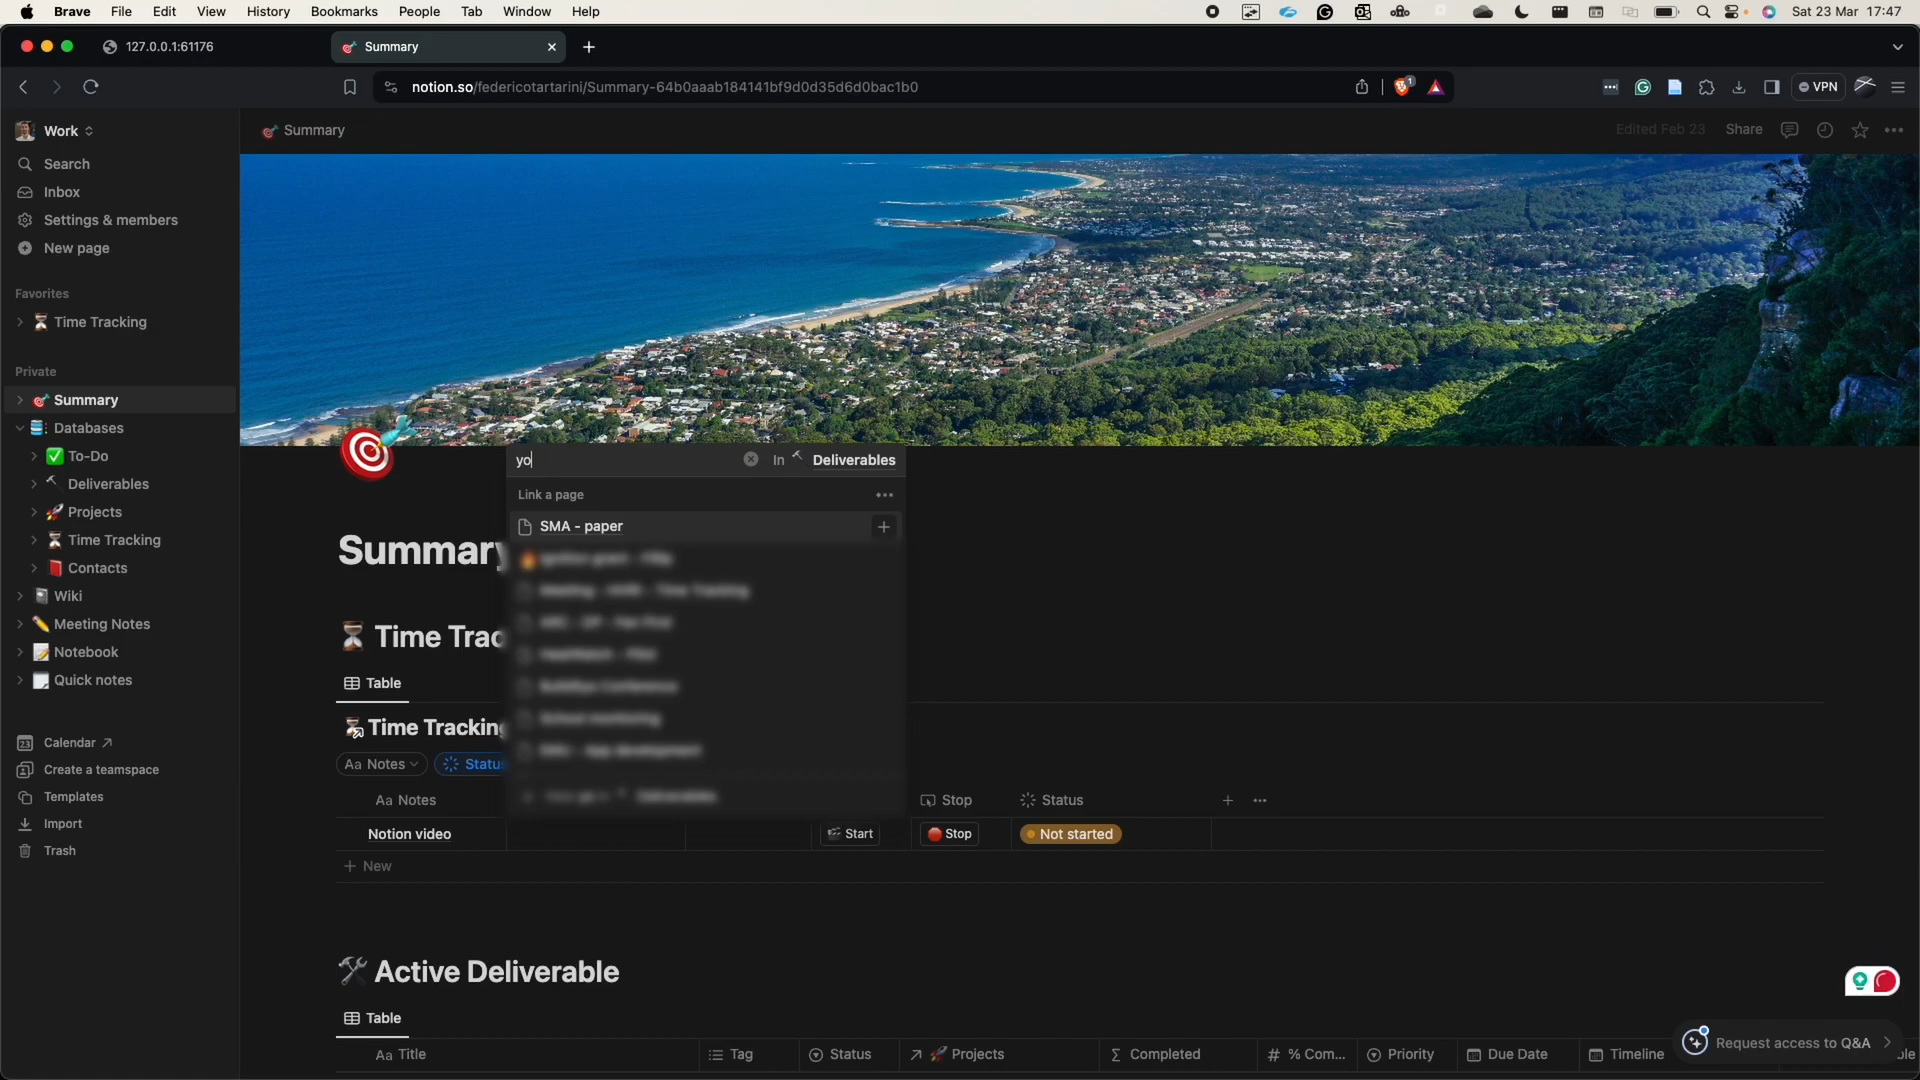 Brave File Edit View History Bookmarks People Tab Window Help
Sat 23 Mar 17:47
127.0.0.1:61176
Summary
notion.so/federicotartarini/Summary-64b0aaab184141bf9d0d35d6d0bac1b0
1
VPN
Work
Summary
Edited Feb 23
Share
Search
Inbox
Settings & members
New page
Favorites
Time Tracking
Private
Summary
Databases
To-Do
Deliverables
Projects
Time Tracking
Contacts
Wiki
Meeting Notes
Notebook
Quick notes
23 Calendar
Create a teamspace
Templates
Import
Trash
yo
In Deliverables
Link a page
SMA - paper
Summary
Time Trac
Table
Time Tracking
Aa Notes
Status
Aa Notes
Stop
Status
Notion video
Start
Stop
Not started
New
Active Deliverable
Table
Aa Title
Tag
Status
Projects
Completed
% Com...
Priority
Due Date
Timeline
Request access to Q&A